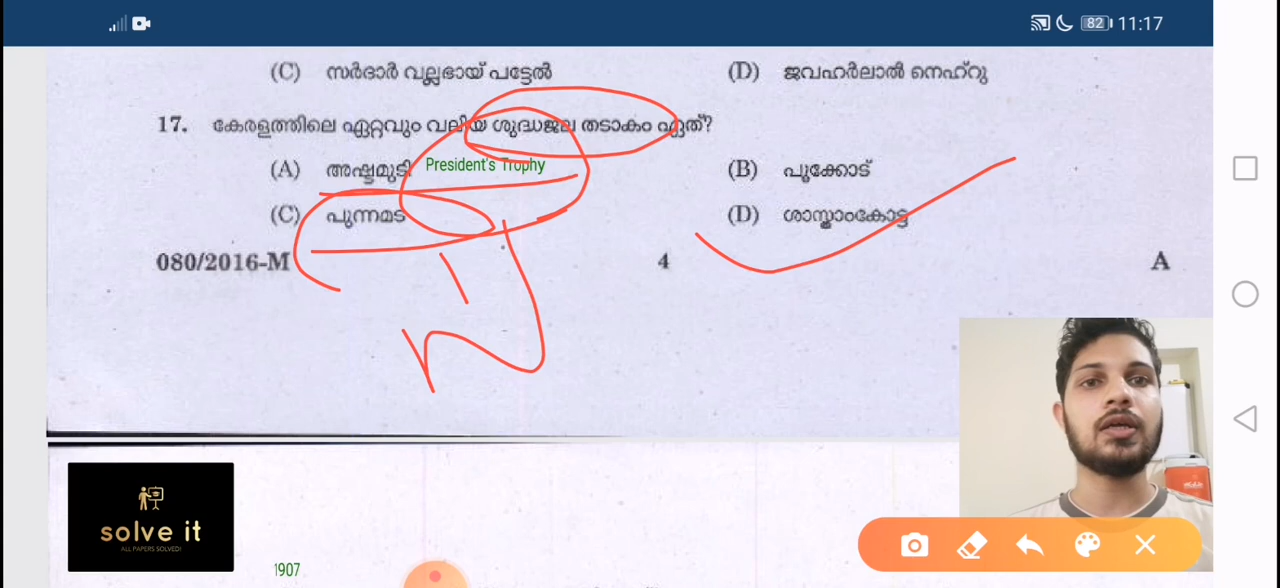 82 11:17
(C) സർദാർ വല്ലഭായ് പട്ടേൽ (D) ജവഹർലാൽ നെഹ്റു
17. കേരളത്തിലെ ഏറ്റവും വലിയ ശുദ്ധജല തടാകം ഏത്?
(A) അഷ്ടമുടി President's Trophy (B) പൂക്കോട്
(C) പുന്നമട (D) ശാസ്താംകോട്ട
080/2016-M 4 A
solve it
ALL PAPERS SOLVED!
1907